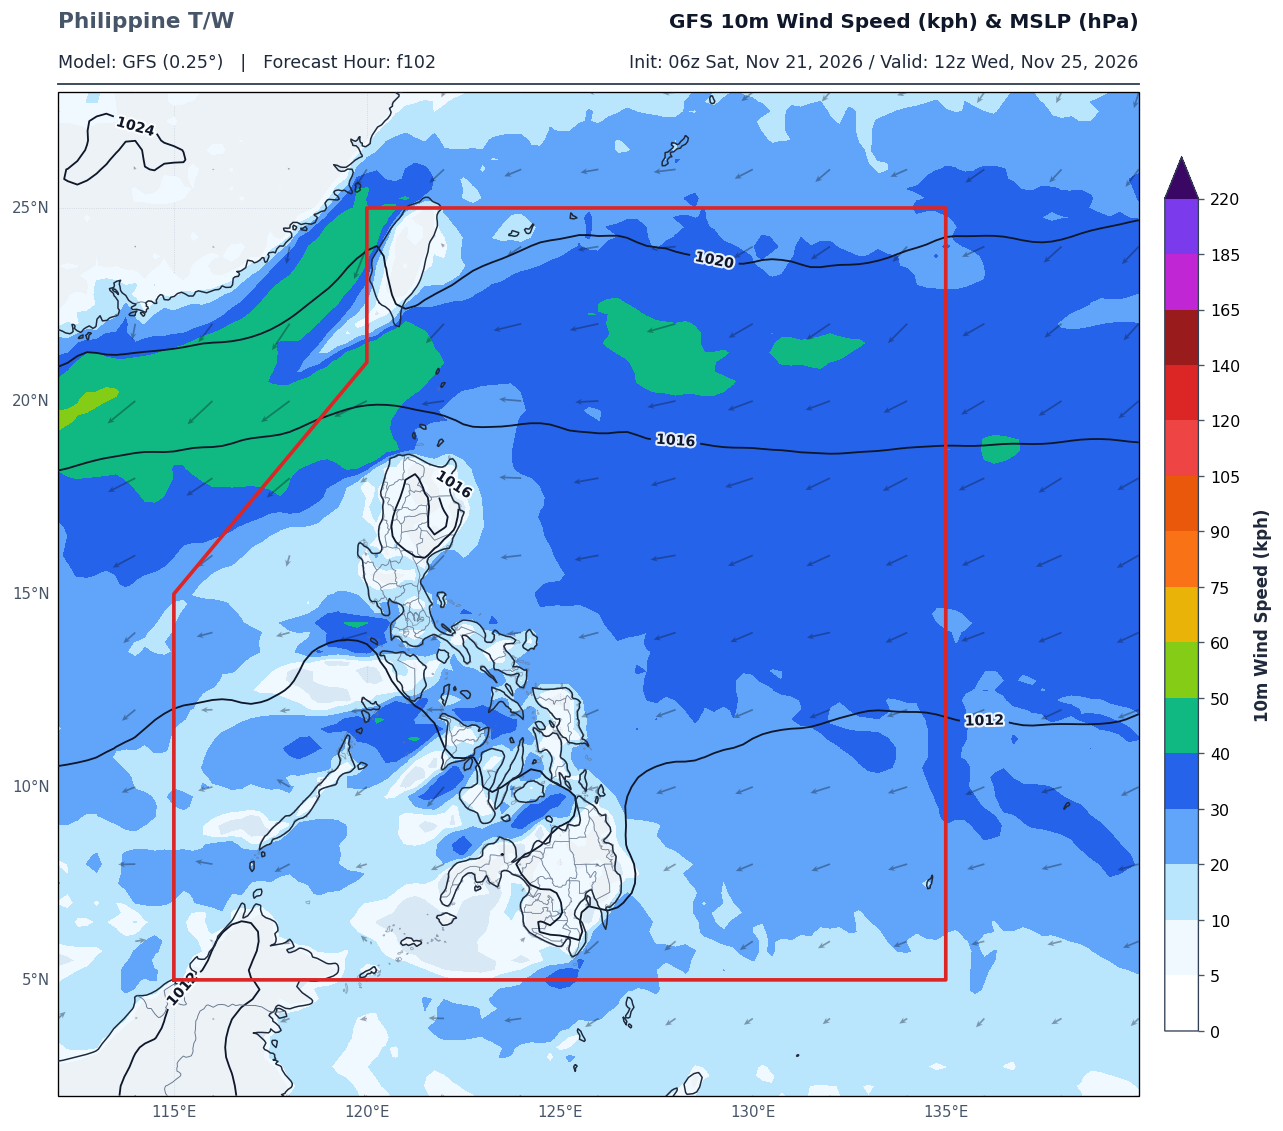 Philippine T/W
GFS 10m Wind Speed (kph) & MSLP (hPa)
Model: GFS (0.25°) | Forecast Hour: f102
Init: 06z Sat, Nov 21, 2026 / Valid: 12z Wed, Nov 25, 2026
1024
1020
1016
1016
1012
1012
25°N
20°N
15°N
10°N
5°N
115°E
120°E
125°E
130°E
135°E
220
185
165
140
120
105
90
75
60
50
40
30
20
10
5
0
10m Wind Speed (kph)